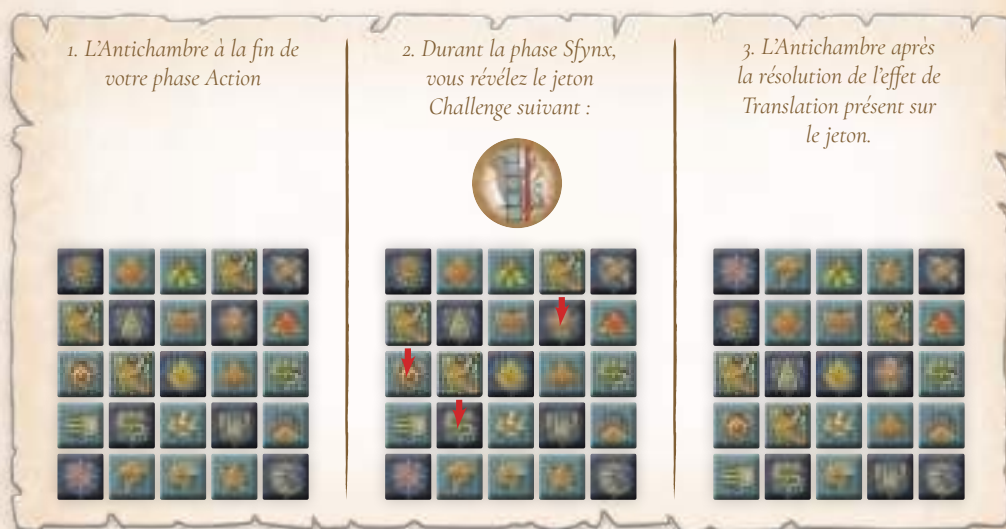 1. L'Antichambre à la fin de
votre phase Action
2. Durant la phase Sfynx,
vous révélez le jeton
Challenge suivant :
3. L'Antichambre après
la résolution de l'effet de
Translation présent sur
le jeton.